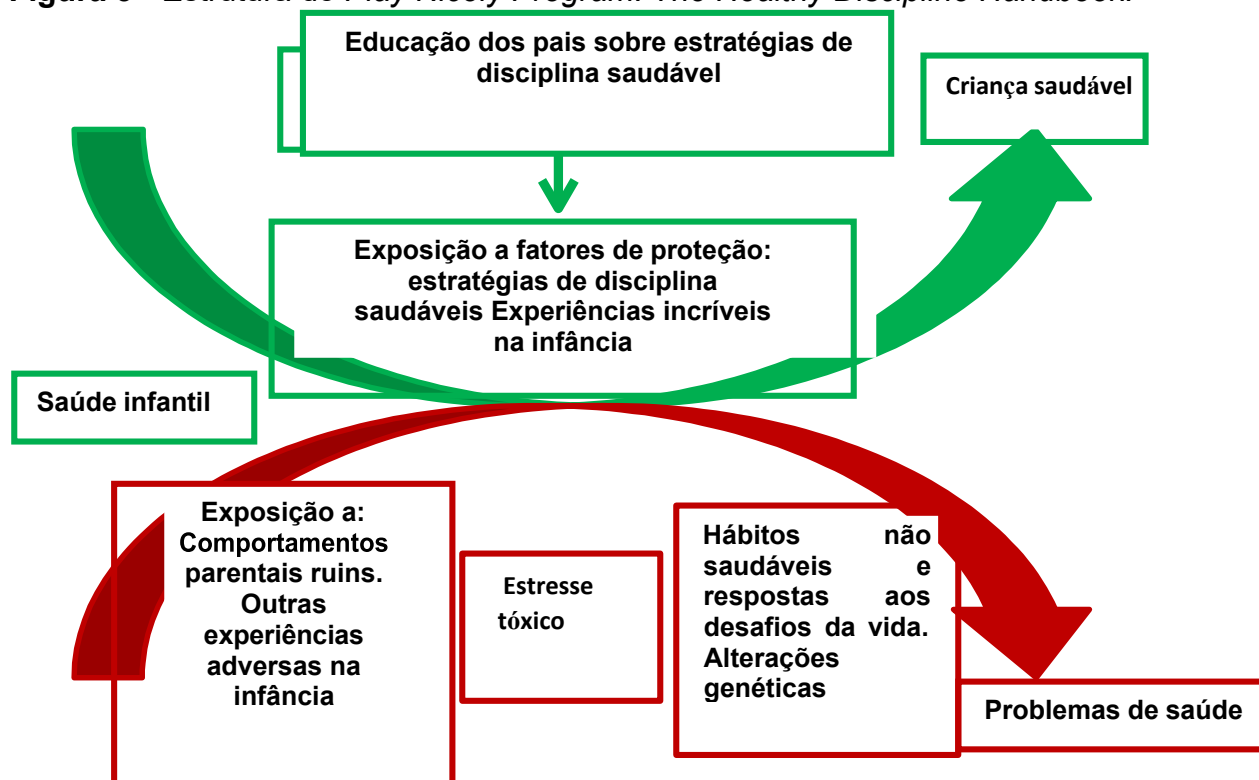 Educação dos pais sobre estratégias de
disciplina saudável
Criança saudável
Exposição a fatores de proteção:
estratégias de disciplina
saudáveis Experiências incríveis
na infância
Saúde infantil
Exposição a:
Comportamentos
parentais ruins.
Outras
experiências
adversas na
infância
Estresse
tóxico
Hábitos não
saudáveis e
respostas aos
desafios da vida.
Alterações
genéticas
Problemas de saúde